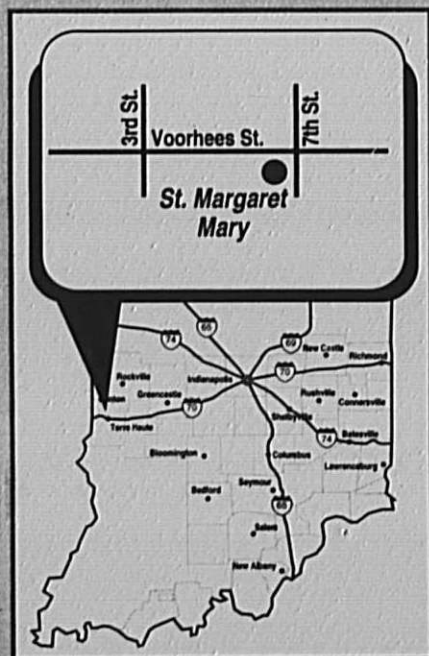 3rd St.
7th St.
Voorhees St.
St. Margaret
Mary
65
74
69
New Castle
Richmond
70
Indianapolis
Rockville
Greencastle
Rushville
Connersville
70
Shelbyville
Terre Haute
74
Batesville
Bloomington
Columbus
Lawrenceburg
Seymour
Bedford
65
Salem
New Albany